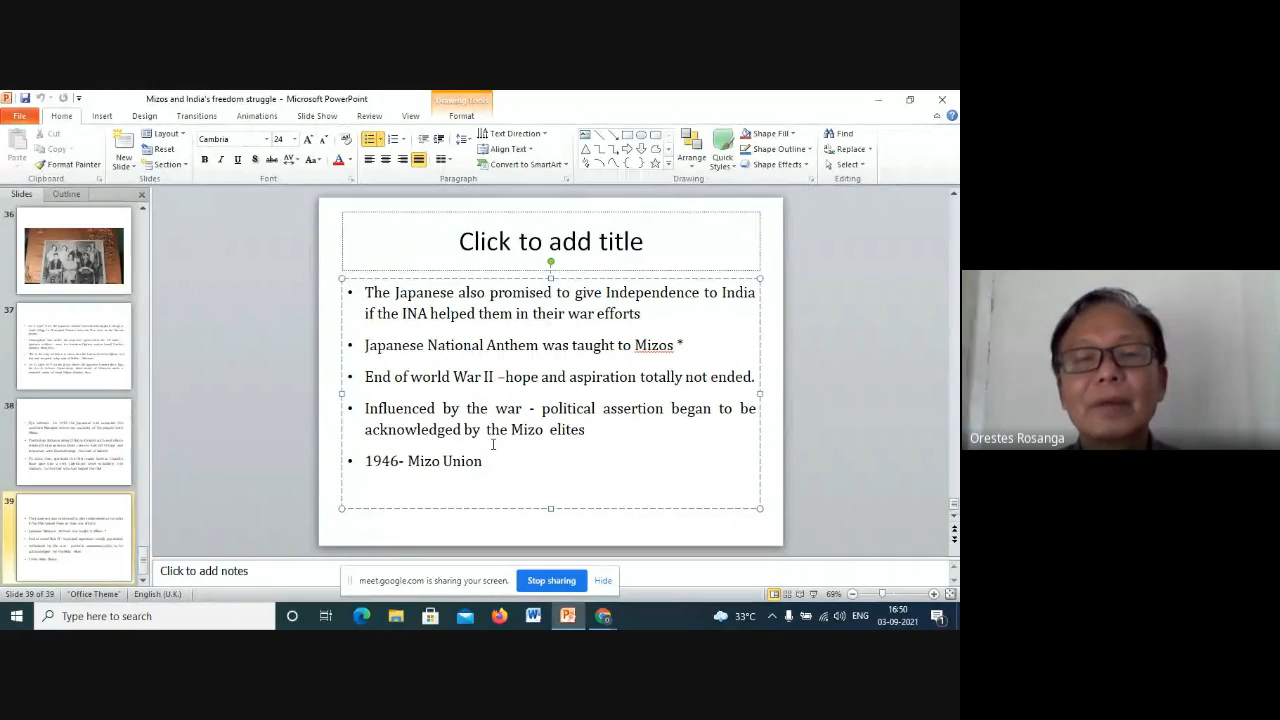 Mizos and India's freedom struggle - Microsoft PowerPoint
Drawing Tools
File Home Insert Design Transitions Animations Slide Show Review View Format
Paste
Cut
Copy
Format Painter
Clipboard
New Slide
Layout
Reset
Section
Slides
Cambria 24
Font
Paragraph
Text Direction
Align Text
Convert to SmartArt
Arrange
Quick Styles
Shape Fill
Shape Outline
Shape Effects
Drawing
Find
Replace
Select
Editing
Slides Outline
36
37
38
39
Click to add title
• The Japanese also promised to give Independence to India
if the INA helped them in their war efforts
• Japanese National Anthem was taught to Mizos *
• End of world War II –hope and aspiration totally not ended.
• Influenced by the war - political assertion began to be
acknowledged by the Mizo elites
• 1946- Mizo Union
Click to add notes
meet.google.com is sharing your screen. Stop sharing Hide
Slide 39 of 39 "Office Theme" English (U.K.) 69%
Type here to search
33°C ENG 16:50
03-09-2021
Orestes Rosanga